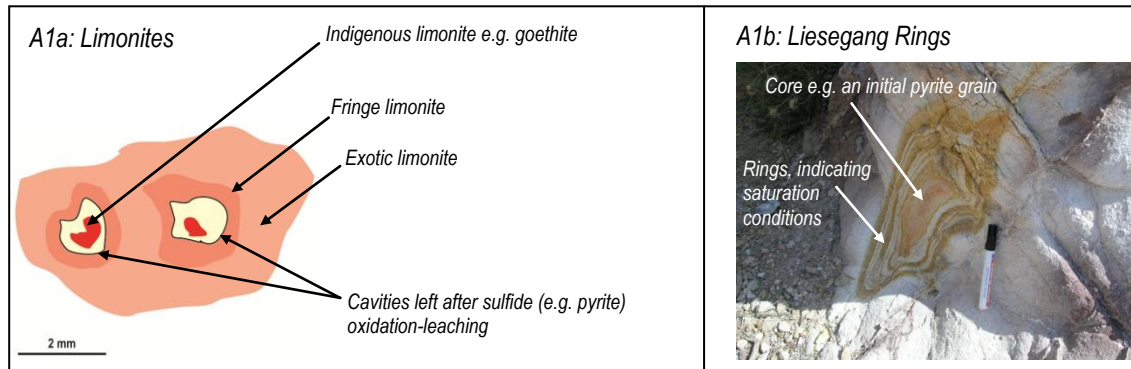 A1a: Limonites
Indigenous limonite e.g. goethite
Fringe limonite
Exotic limonite
Cavities left after sulfide (e.g. pyrite)
oxidation-leaching
2 mm
A1b: Liesegang Rings
Core e.g. an initial pyrite grain
Rings, indicating
saturation
conditions